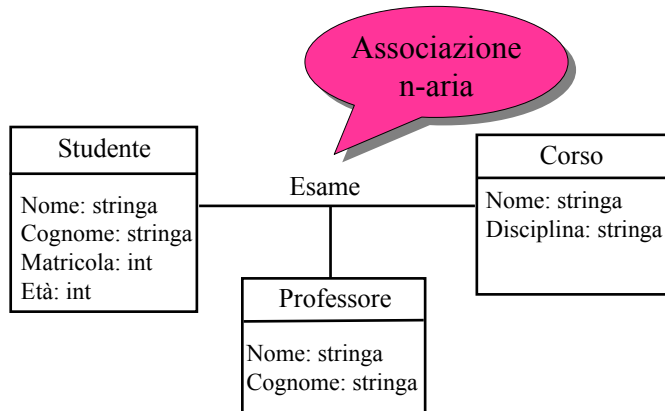 Associazione
n-aria
Studente
Nome: stringa
Cognome: stringa
Matricola: int
Età: int
Esame
Corso
Nome: stringa
Disciplina: stringa
Professore
Nome: stringa
Cognome: stringa